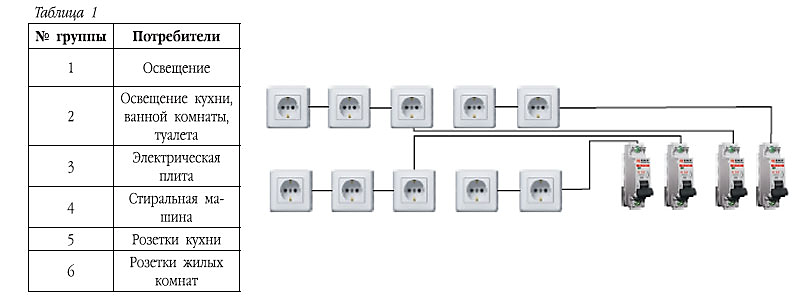 Таблица 1
№ группы Потребители
1 Освещение
2 Освещение кухни,
ванной комнаты,
туалета
3 Электрическая
плита
4 Стиральная ма-
шина
5 Розетки кухни
6 Розетки жилых
комнат